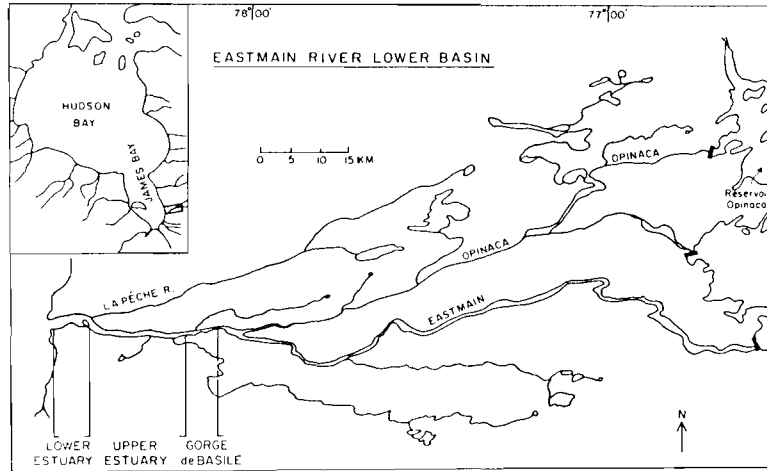 78°00'
77°00'
EASTMAIN RIVER LOWER BASIN
HUDSON
BAY
JAMES BAY
0 5 10 15 KM
OPINACA
Réservoir
Opinaca
OPINACA
LA PÊCHE R.
EASTMAIN
N
LOWER
ESTUARY
UPPER
ESTUARY
GORGE
de BASILE